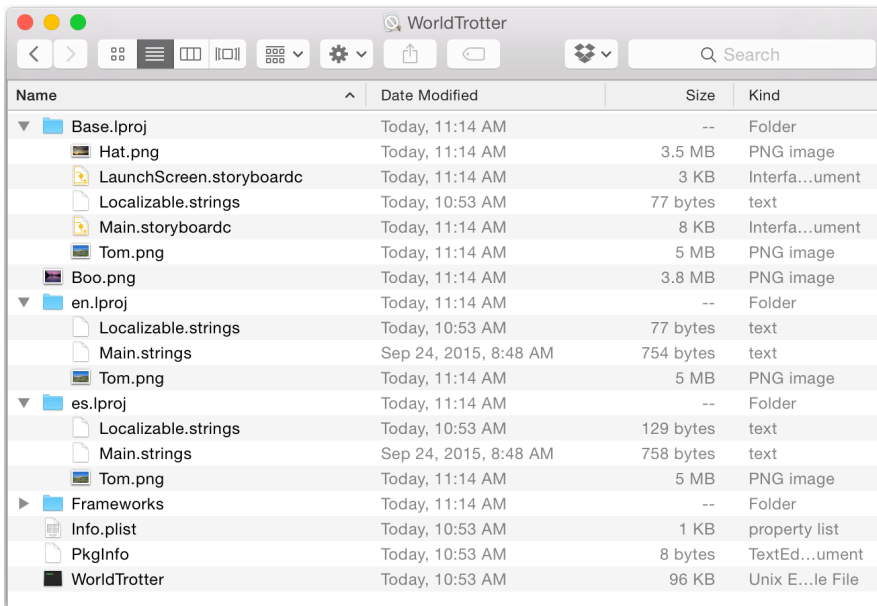 WorldTrotter
Search
Name Date Modified Size Kind
Base.lproj Today, 11:14 AM -- Folder
Hat.png Today, 11:14 AM 3.5 MB PNG image
LaunchScreen.storyboardc Today, 11:14 AM 3 KB Interfa...ument
Localizable.strings Today, 10:53 AM 77 bytes text
Main.storyboardc Today, 11:14 AM 8 KB Interfa...ument
Tom.png Today, 11:14 AM 5 MB PNG image
Boo.png Today, 11:14 AM 3.8 MB PNG image
en.lproj Today, 11:14 AM -- Folder
Localizable.strings Today, 10:53 AM 77 bytes text
Main.strings Sep 24, 2015, 8:48 AM 754 bytes text
Tom.png Today, 11:14 AM 5 MB PNG image
es.lproj Today, 11:14 AM -- Folder
Localizable.strings Today, 10:53 AM 129 bytes text
Main.strings Sep 24, 2015, 8:48 AM 758 bytes text
Tom.png Today, 11:14 AM 5 MB PNG image
Frameworks Today, 11:14 AM -- Folder
Info.plist Today, 10:53 AM 1 KB property list
PkgInfo Today, 10:53 AM 8 bytes TextEd...ument
WorldTrotter Today, 10:53 AM 96 KB Unix E...le File